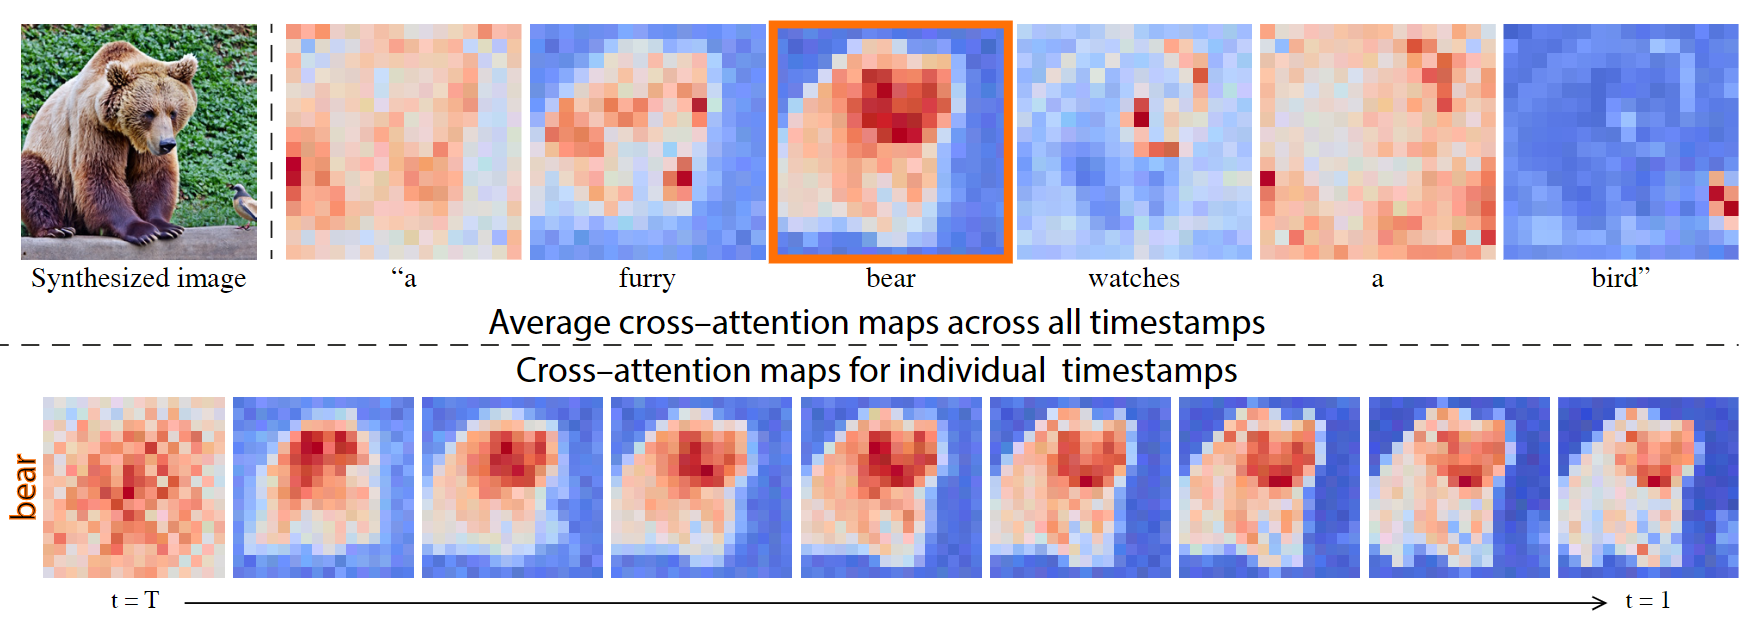 Synthesized image
“a
furry
bear
watches
a
bird”
Average cross–attention maps across all timestamps
Cross–attention maps for individual timestamps
bear
t = T
t = 1